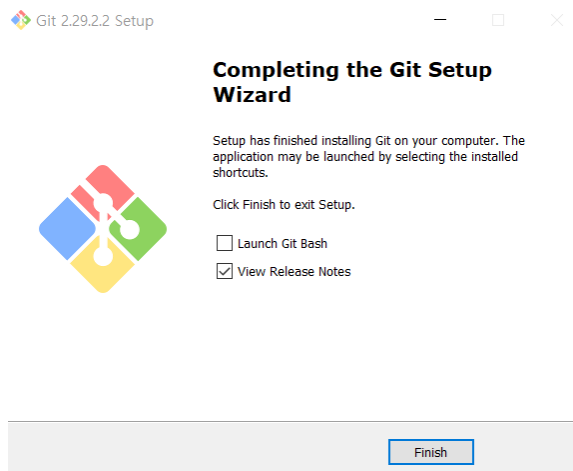 Git 2.29.2.2 Setup
Completing the Git Setup
Wizard
Setup has finished installing Git on your computer. The
application may be launched by selecting the installed
shortcuts.
Click Finish to exit Setup.
Launch Git Bash
View Release Notes
Finish